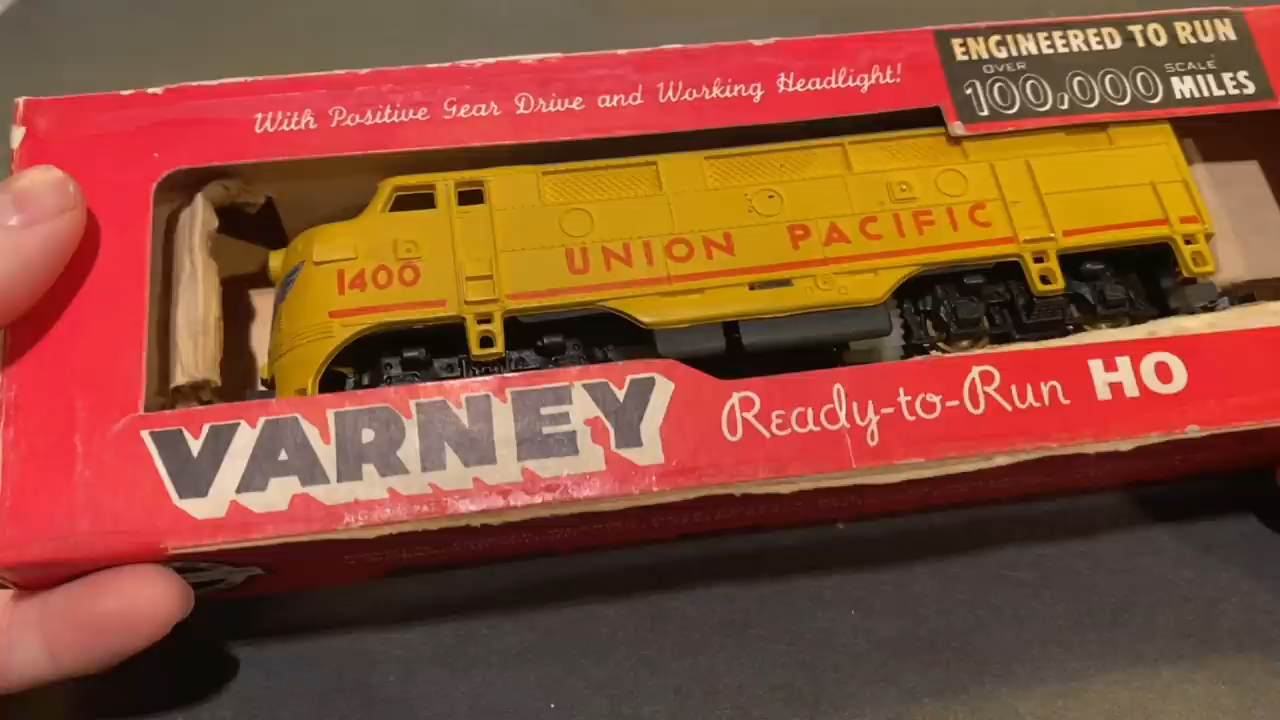 With Positive Gear Drive and Working Headlight!
ENGINEERED TO RUN
OVER 100,000 SCALE MILES
1400
UNION PACIFIC
VARNEY
Ready-to-Run HO